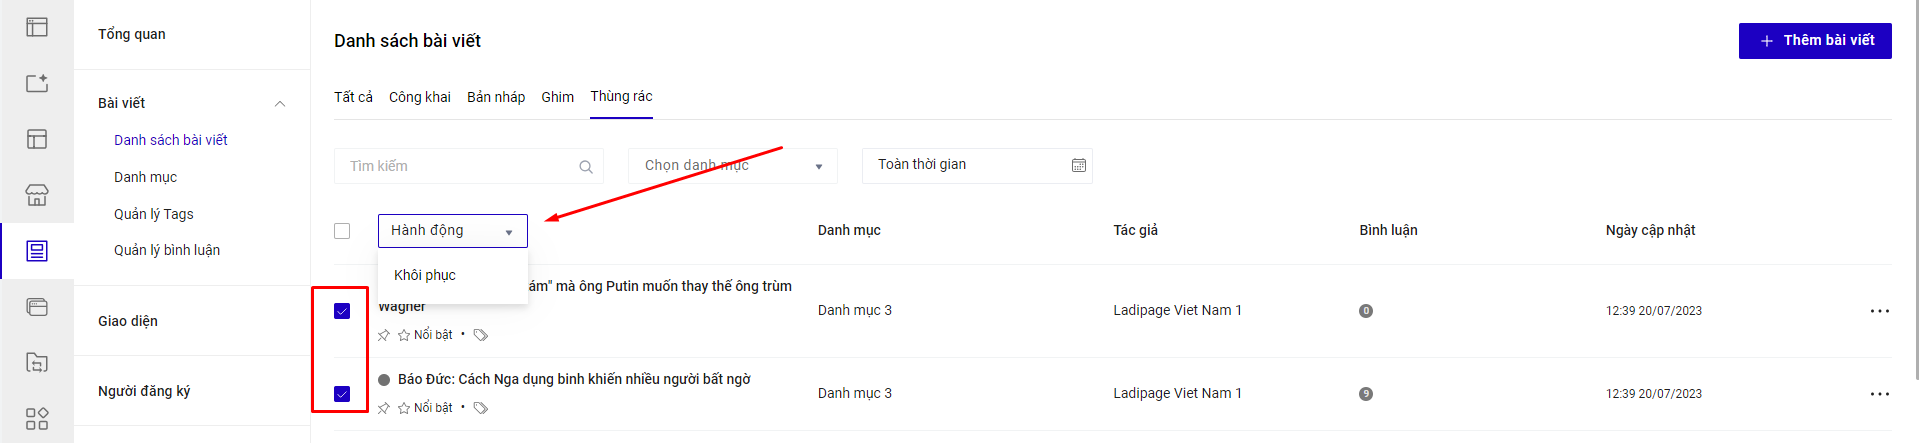 Tổng quan
Bài viết
Danh sách bài viết
Danh mục
Quản lý Tags
Quản lý bình luận
Giao diện
Người đăng ký
Danh sách bài viết
+ Thêm bài viết
Tất cả Công khai Bản nháp Ghim Thùng rác
Tìm kiếm Chọn danh mục Toàn thời gian
Hành động Danh mục Tác giả Bình luận Ngày cập nhật
Khôi phục
ám" mà ông Putin muốn thay thế ông trùm
Wagner Danh mục 3 Ladipage Viet Nam 1 0 12:39 20/07/2023
Nổi bật •
Báo Đức: Cách Nga dụng binh khiến nhiều người bất ngờ
Danh mục 3 Ladipage Viet Nam 1 9 12:39 20/07/2023
Nổi bật •